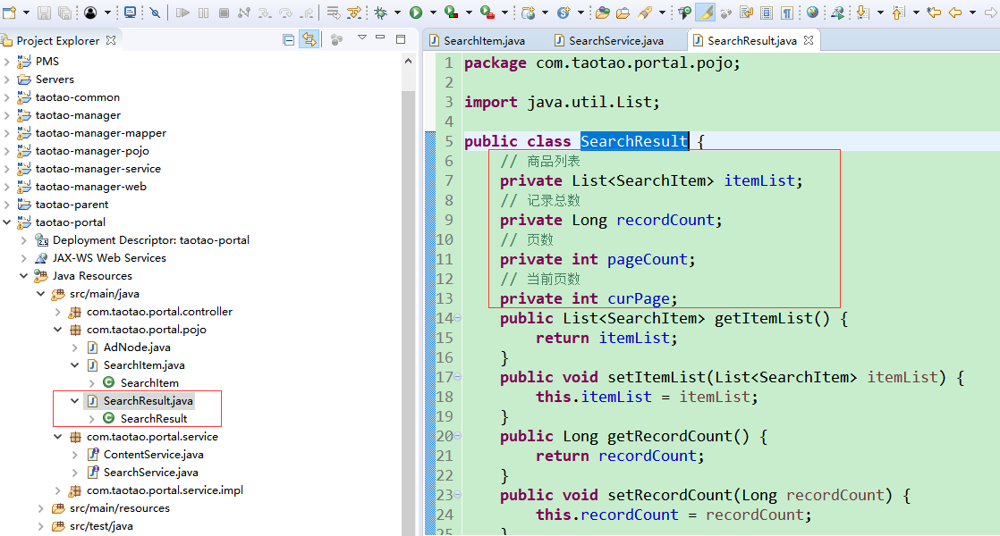 Project Explorer
PMS
Servers
taotao-common
taotao-manager
taotao-manager-mapper
taotao-manager-pojo
taotao-manager-service
taotao-manager-web
taotao-parent
taotao-portal
Deployment Descriptor: taotao-portal
JAX-WS Web Services
Java Resources
src/main/java
com.taotao.portal.controller
com.taotao.portal.pojo
AdNode.java
SearchItem.java
SearchItem
SearchResult.java
SearchResult
com.taotao.portal.service
ContentService.java
SearchService.java
com.taotao.portal.service.impl
src/main/resources
src/test/java
SearchItem.java SearchService.java SearchResult.java
1 package com.taotao.portal.pojo;
2
3 import java.util.List;
4
5 public class SearchResult {
6 // 商品列表
7 private List<SearchItem> itemList;
8 // 记录总数
9 private Long recordCount;
10 // 页数
11 private int pageCount;
12 // 当前页数
13 private int curPage;
14 public List<SearchItem> getItemList() {
15 return itemList;
16 }
17 public void setItemList(List<SearchItem> itemList) {
18 this.itemList = itemList;
19 }
20 public Long getRecordCount() {
21 return recordCount;
22 }
23 public void setRecordCount(Long recordCount) {
24 this.recordCount = recordCount;
25 }